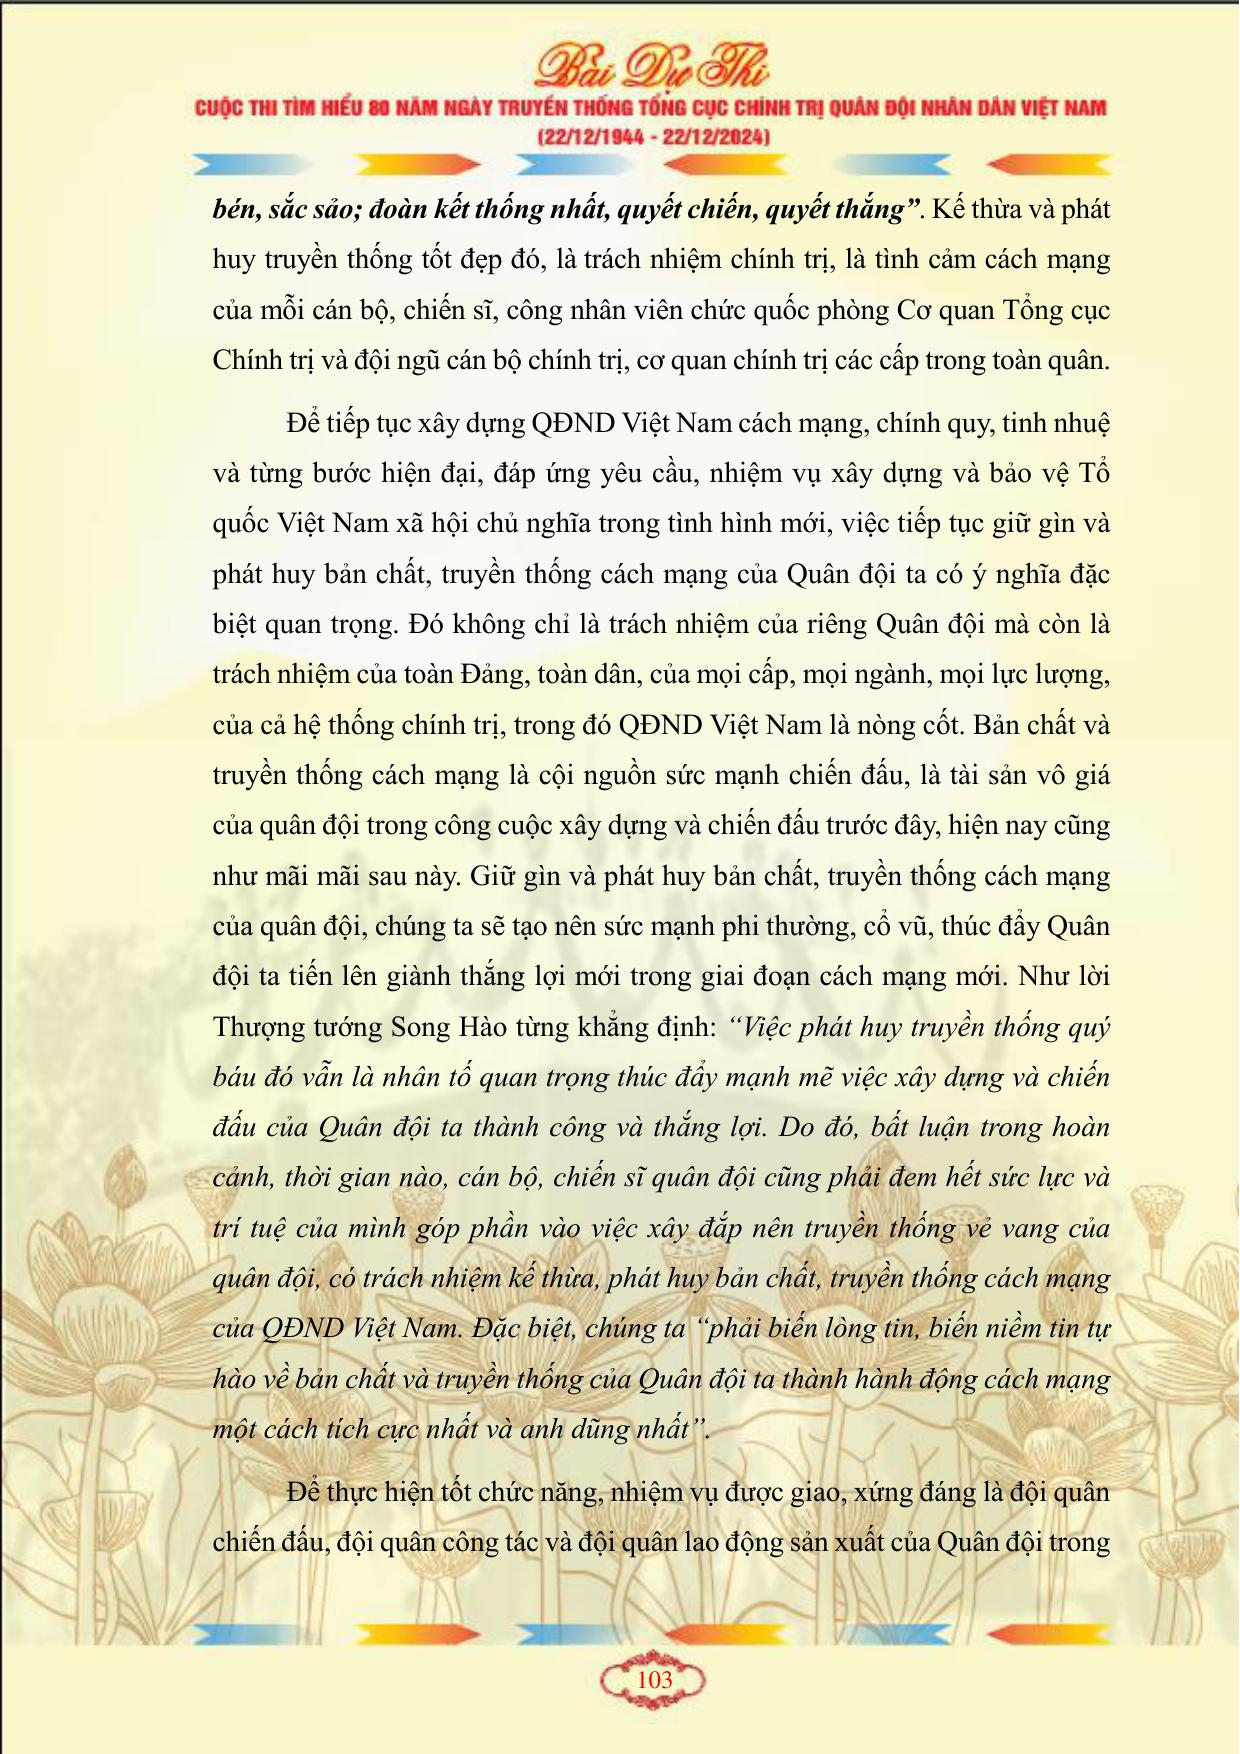 Bài Dự Thi
CUỘC THI TÌM HIỂU 80 NĂM NGÀY TRUYỀN THỐNG TỔNG CỤC CHÍNH TRỊ QUÂN ĐỘI NHÂN DÂN VIỆT NAM
(22/12/1944 - 22/12/2024)
bén, sắc sảo; đoàn kết thống nhất, quyết chiến, quyết thắng”. Kế thừa và phát
huy truyền thống tốt đẹp đó, là trách nhiệm chính trị, là tình cảm cách mạng
của mỗi cán bộ, chiến sĩ, công nhân viên chức quốc phòng Cơ quan Tổng cục
Chính trị và đội ngũ cán bộ chính trị, cơ quan chính trị các cấp trong toàn quân.
Để tiếp tục xây dựng QĐND Việt Nam cách mạng, chính quy, tinh nhuệ
và từng bước hiện đại, đáp ứng yêu cầu, nhiệm vụ xây dựng và bảo vệ Tổ
quốc Việt Nam xã hội chủ nghĩa trong tình hình mới, việc tiếp tục giữ gìn và
phát huy bản chất, truyền thống cách mạng của Quân đội ta có ý nghĩa đặc
biệt quan trọng. Đó không chỉ là trách nhiệm của riêng Quân đội mà còn là
trách nhiệm của toàn Đảng, toàn dân, của mọi cấp, mọi ngành, mọi lực lượng,
của cả hệ thống chính trị, trong đó QĐND Việt Nam là nòng cốt. Bản chất và
truyền thống cách mạng là cội nguồn sức mạnh chiến đấu, là tài sản vô giá
của quân đội trong công cuộc xây dựng và chiến đấu trước đây, hiện nay cũng
như mãi mãi sau này. Giữ gìn và phát huy bản chất, truyền thống cách mạng
của quân đội, chúng ta sẽ tạo nên sức mạnh phi thường, cổ vũ, thúc đẩy Quân
đội ta tiến lên giành thắng lợi mới trong giai đoạn cách mạng mới. Như lời
Thượng tướng Song Hào từng khẳng định: “Việc phát huy truyền thống quý
báu đó vẫn là nhân tố quan trọng thúc đẩy mạnh mẽ việc xây dựng và chiến
đấu của Quân đội ta thành công và thắng lợi. Do đó, bất luận trong hoàn
cảnh, thời gian nào, cán bộ, chiến sĩ quân đội cũng phải đem hết sức lực và
trí tuệ của mình góp phần vào việc xây đắp nên truyền thống vẻ vang của
quân đội, có trách nhiệm kế thừa, phát huy bản chất, truyền thống cách mạng
của QĐND Việt Nam. Đặc biệt, chúng ta “phải biến lòng tin, biến niềm tin tự
hào về bản chất và truyền thống của Quân đội ta thành hành động cách mạng
một cách tích cực nhất và anh dũng nhất”.
Để thực hiện tốt chức năng, nhiệm vụ được giao, xứng đáng là đội quân
chiến đấu, đội quân công tác và đội quân lao động sản xuất của Quân đội trong
103